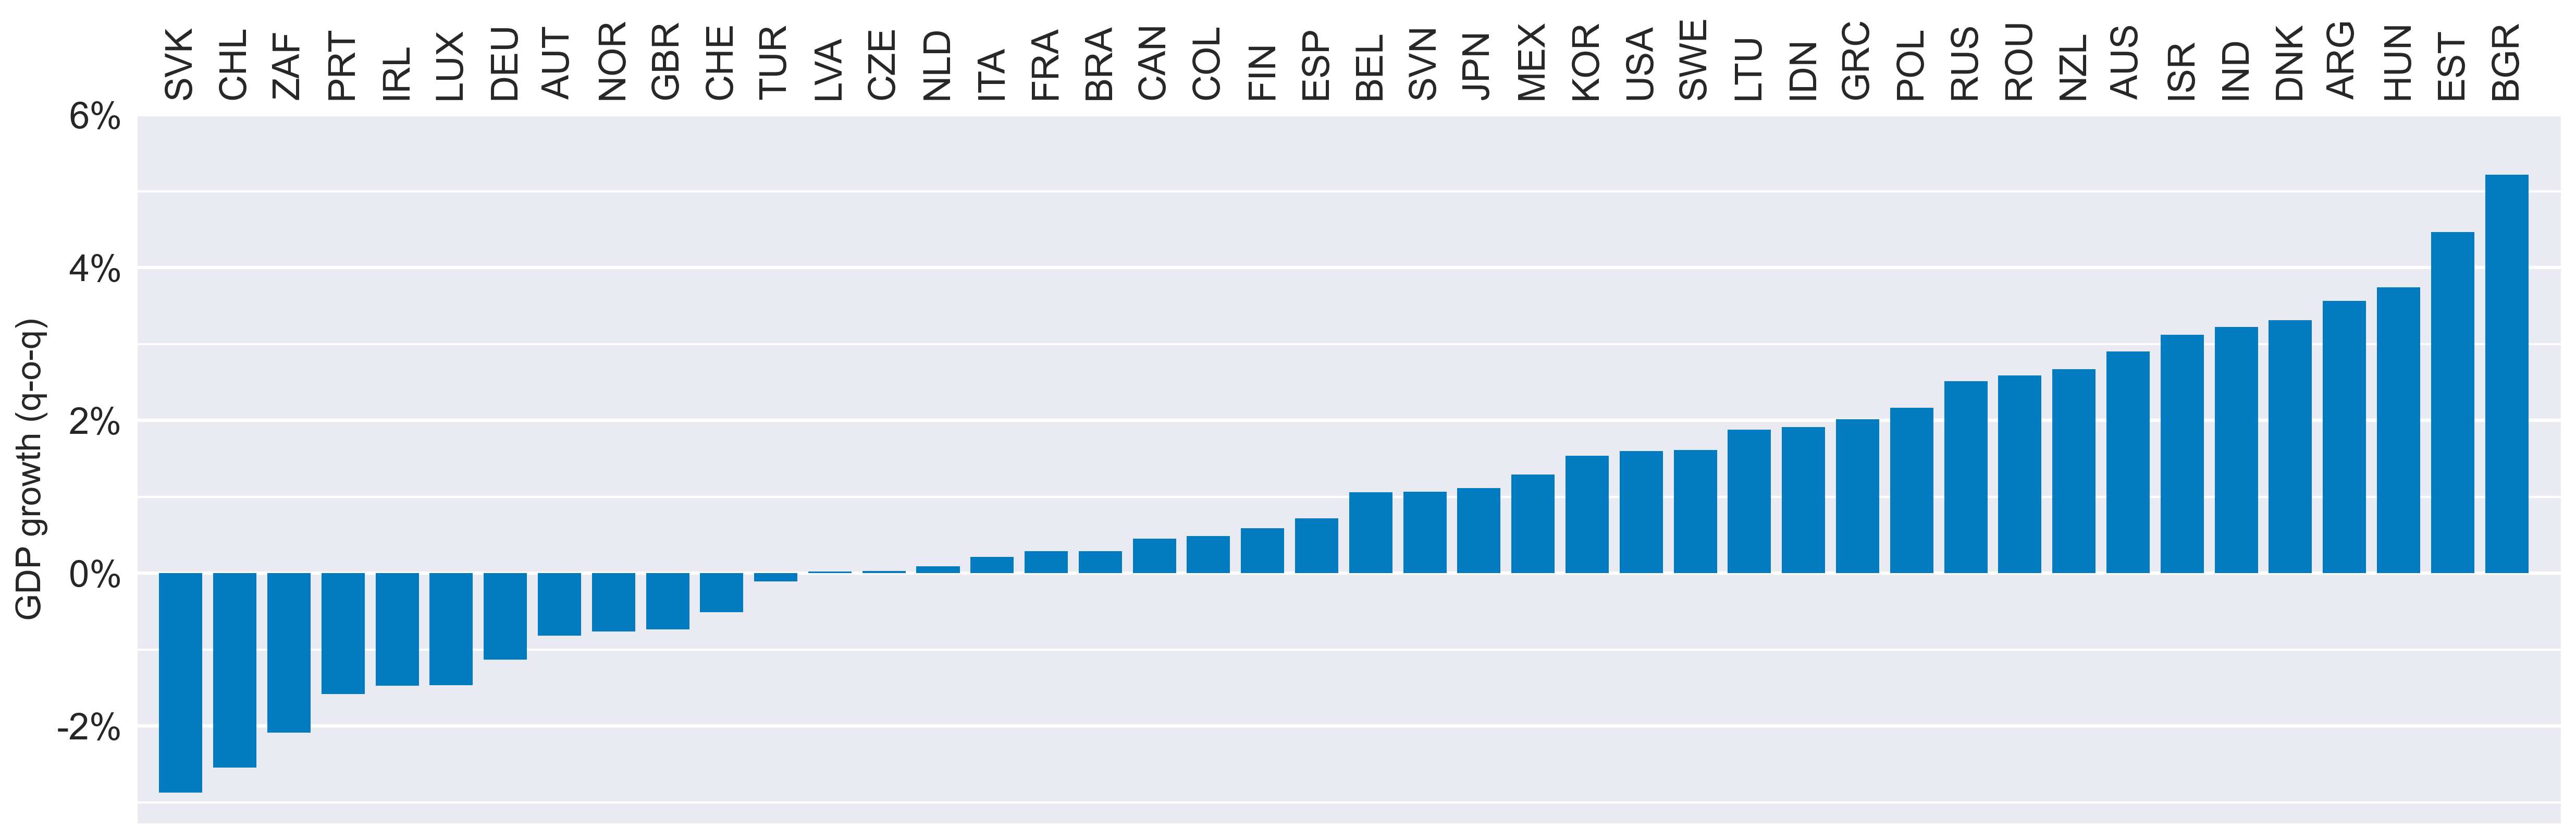 SVK CHL ZAF PRT IRL LUX DEU AUT NOR GBR CHE TUR LVA CZE NLD ITA FRA BRA CAN COL FIN ESP BEL SVN JPN MEX KOR USA SWE LTU IDN GRC POL RUS ROU NZL AUS ISR IND DNK ARG HUN EST BGR
6%
4%
2%
0%
-2%
GDP growth (q-o-q)